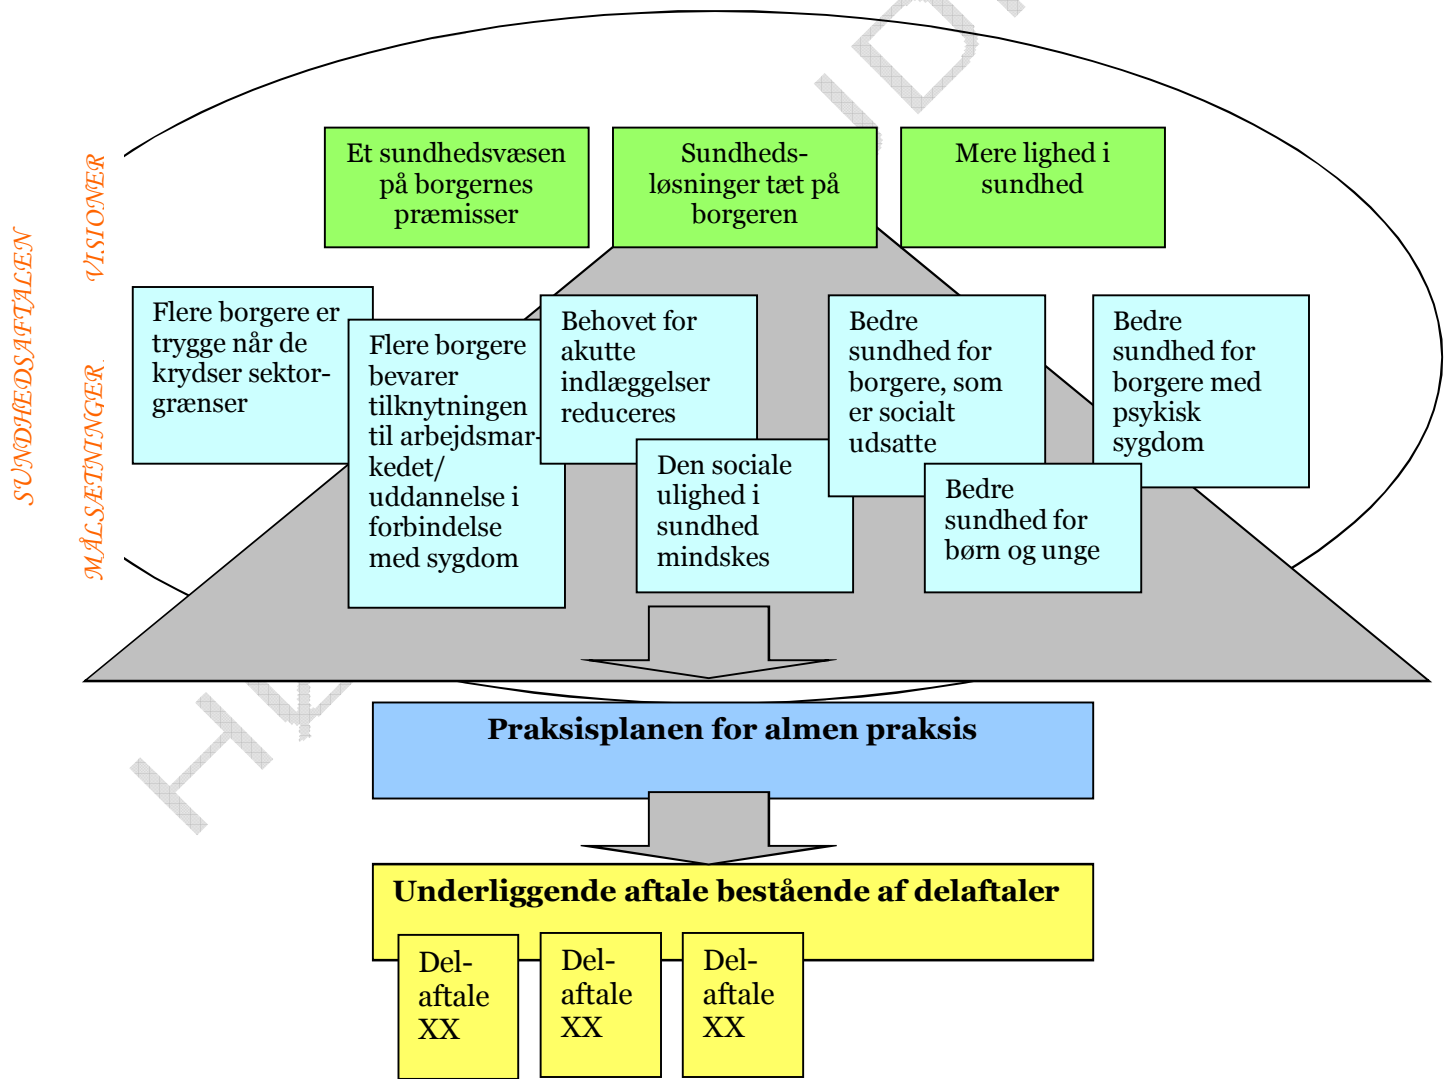 SUNDHEDSAFTALEN
VISIONER
Et sundhedsvæsen
på borgernes
præmisser
Sundheds-
løsninger tæt på
borgeren
Mere lighed i
sundhed
MÅLSÆTNINGER.
Flere borgere er
trygge når de
krydser sektor-
grænser
Flere borgere
bevarer
tilknytningen
til arbejdsmar-
kedet/
uddannelse i
forbindelse
med sygdom
Behovet for
akutte
indlæggelser
reduceres
Den sociale
ulighed i
sundhed
mindskes
Bedre
sundhed for
borgere, som
er socialt
udsatte
Bedre
sundhed for
børn og unge
Bedre
sundhed for
borgere med
psykisk
sygdom
Praksisplanen for almen praksis
Underliggende aftale bestående af delaftaler
Del-
aftale
XX
Del-
aftale
XX
Del-
aftale
XX